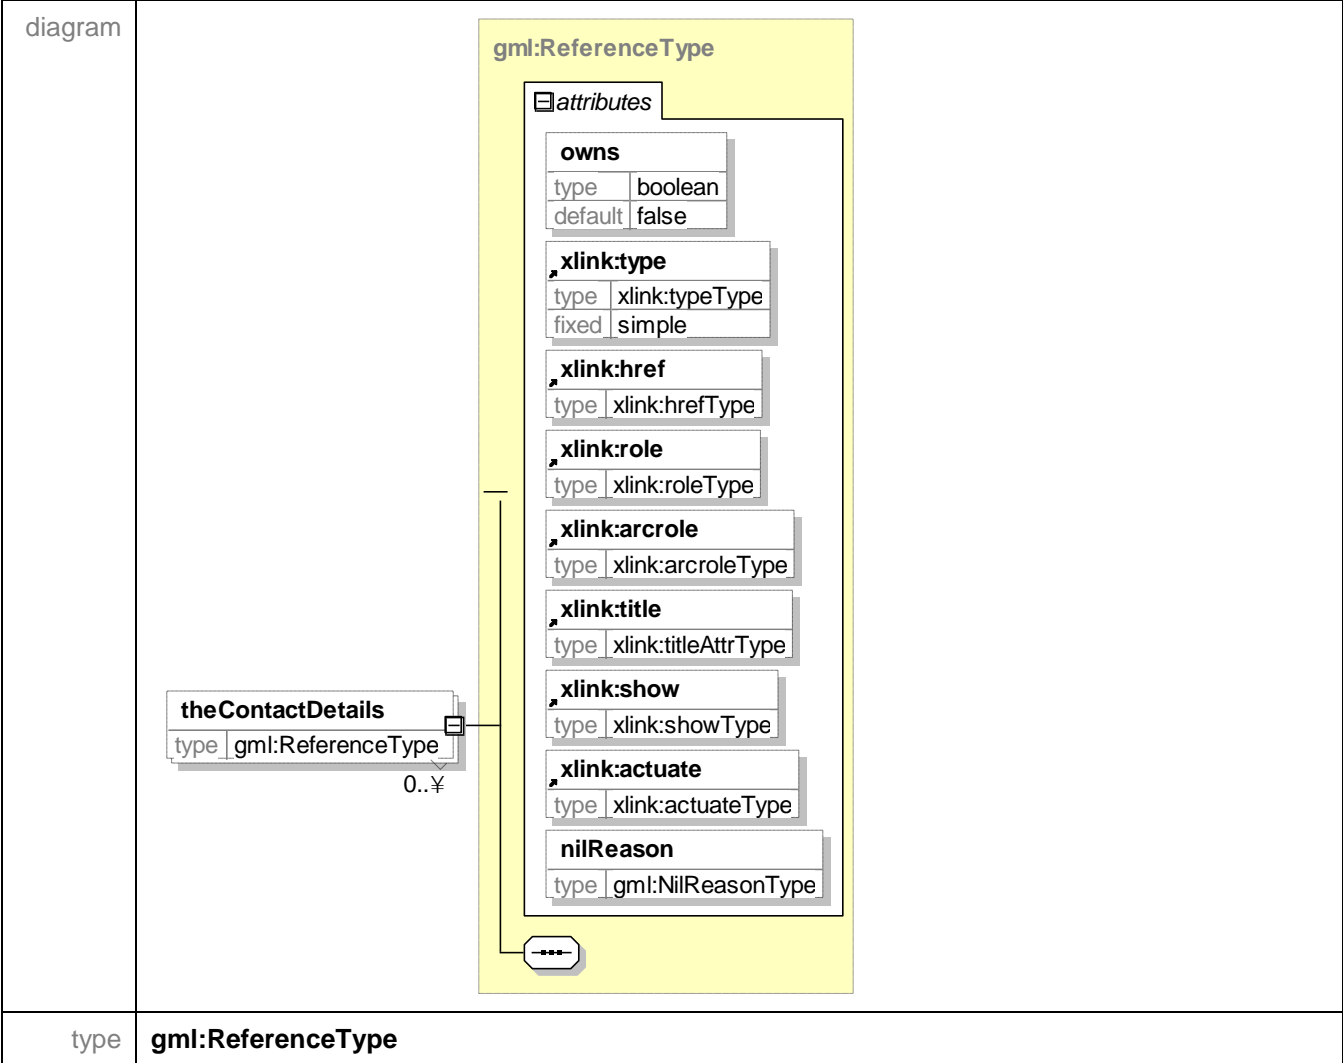 diagram
gml:ReferenceType
attributes
owns
type boolean
default false
xlink:type
type xlink:typeType
fixed simple
xlink:href
type xlink:hrefType
xlink:role
type xlink:roleType
xlink:arcrole
type xlink:arcroleType
xlink:title
type xlink:titleAttrType
xlink:show
type xlink:showType
xlink:actuate
type xlink:actuateType
nilReason
type gml:NilReasonType
theContactDetails
type gml:ReferenceType
0..¥
type gml:ReferenceType